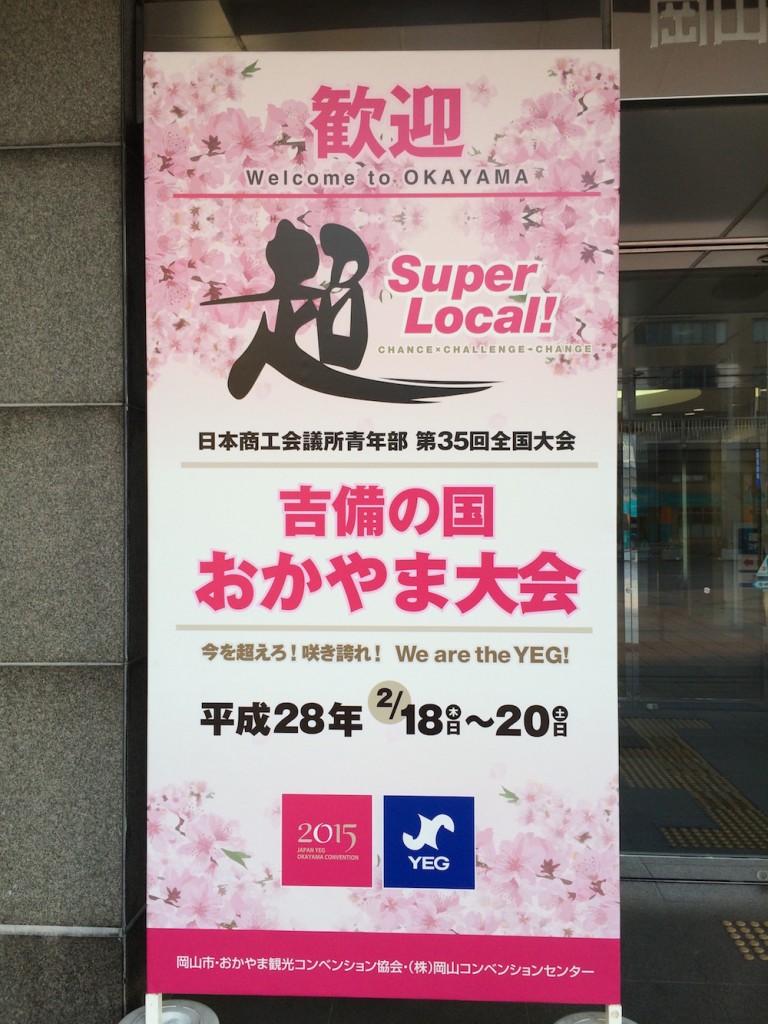 岡山
歓迎
Welcome to OKAYAMA
超
Super
Local!
CHANCE×CHALLENGE=CHANGE
日本商工会議所青年部 第35回全国大会
吉備の国
おかやま大会
今を超えろ！咲き誇れ！ We are the YEG!
平成28年 2/18木日〜20土日
2015
JAPAN YEG
OKAYAMA CONVENTION
YEG
岡山市・おかやま観光コンベンション協会・(株)岡山コンベンションセンター